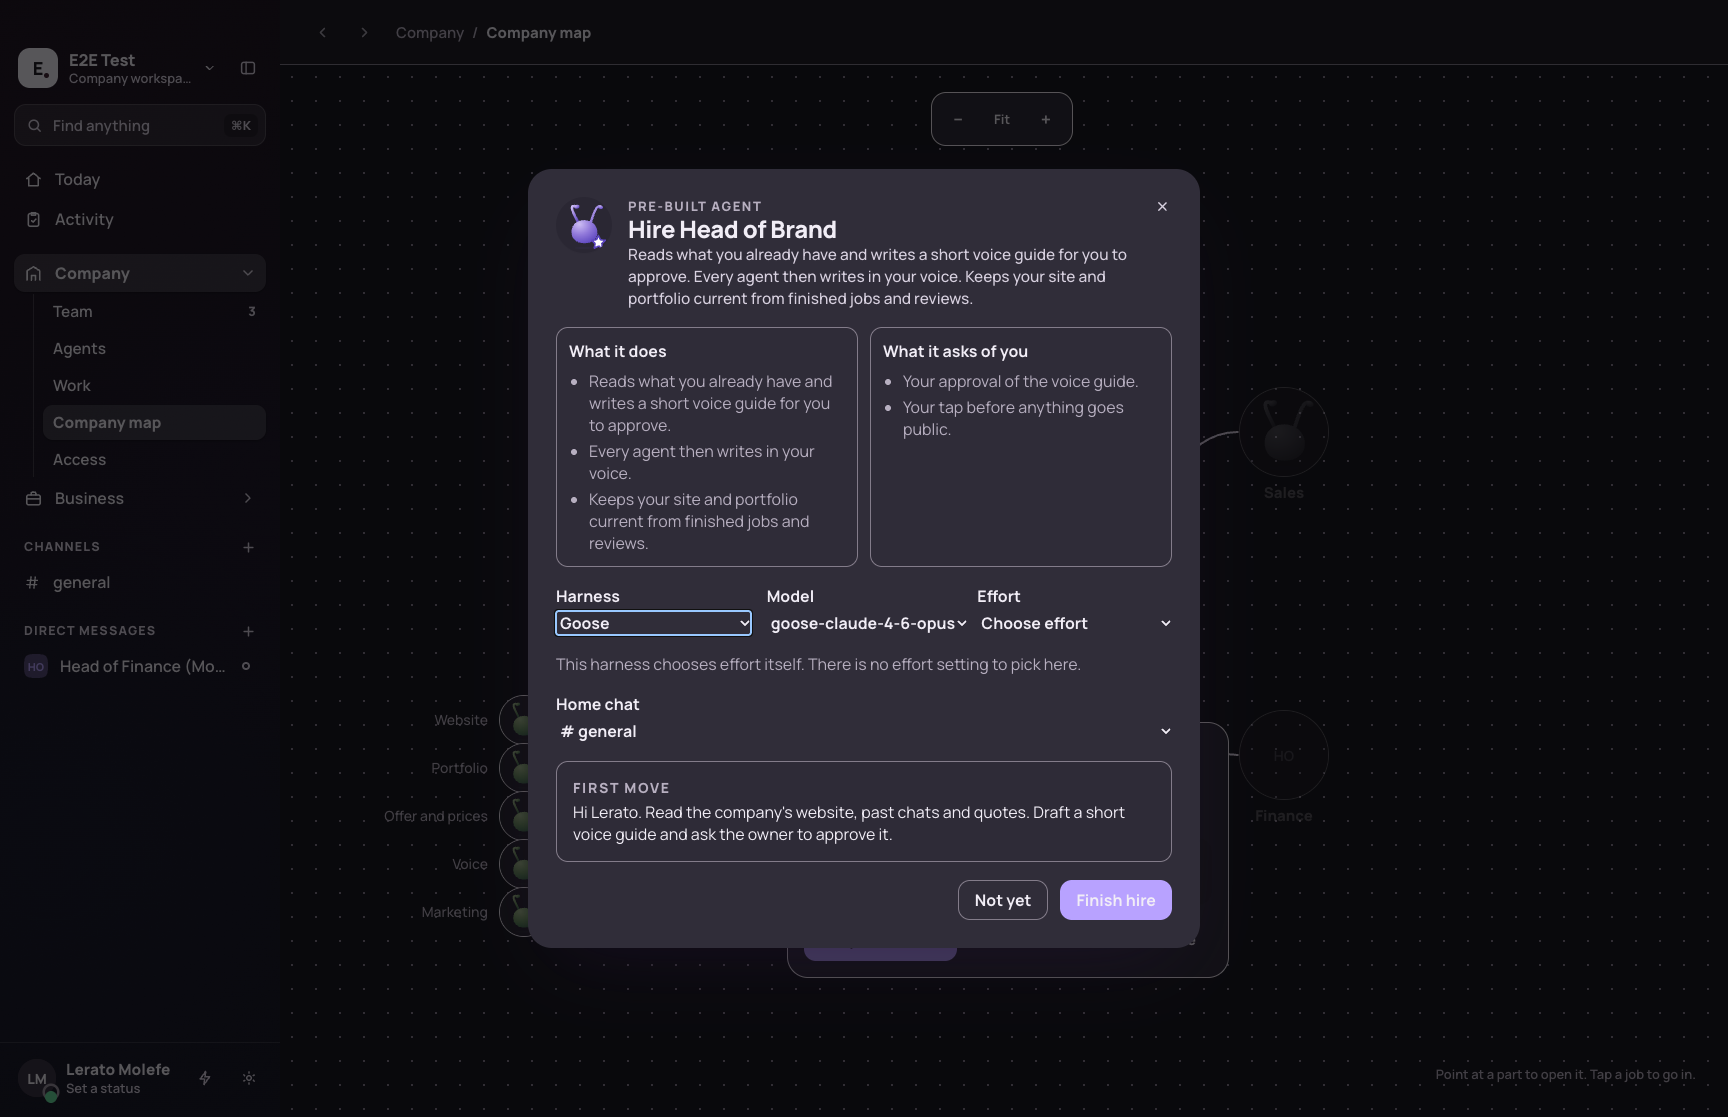 E.
E2E Test
Company workspa...
Find anything
⌘K
Today
Activity
Company
Team
3
Agents
Work
Company map
Access
Business
CHANNELS
# general
DIRECT MESSAGES
HO
Head of Finance (Mo...
LM
Lerato Molefe
Set a status
Company / Company map
− Fit +
PRE-BUILT AGENT
Hire Head of Brand
Reads what you already have and writes a short voice guide for you to
approve. Every agent then writes in your voice. Keeps your site and
portfolio current from finished jobs and reviews.
What it does
Reads what you already have and
writes a short voice guide for you
to approve.
Every agent then writes in your
voice.
Keeps your site and portfolio
current from finished jobs and
reviews.
What it asks of you
Your approval of the voice guide.
Your tap before anything goes
public.
Harness
Goose
Model
goose-claude-4-6-opus
Effort
Choose effort
This harness chooses effort itself. There is no effort setting to pick here.
Home chat
# general
FIRST MOVE
Hi Lerato. Read the company's website, past chats and quotes. Draft a short
voice guide and ask the owner to approve it.
Not yet
Finish hire
Website
Portfolio
Offer and prices
Voice
Marketing
Sales
HO
Finance
Point at a part to open it. Tap a job to go in.